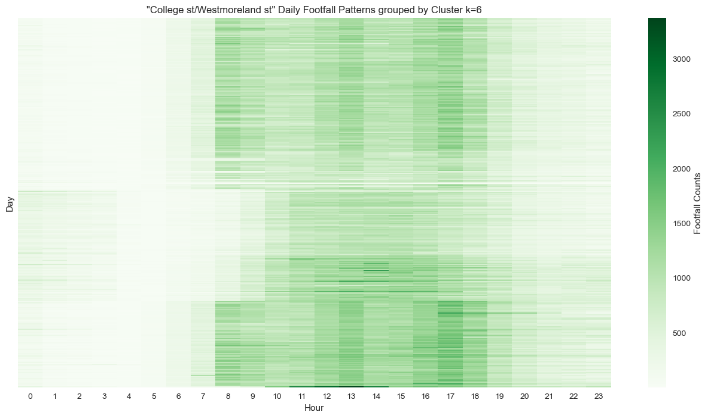 "College st/Westmoreland st" Daily Footfall Patterns grouped by Cluster k=6
3000
2500
2000
1500
1000
500
Footfall Counts
Day
0 1 2 3 4 5 6 7 8 9 10 11 12 13 14 15 16 17 18 19 20 21 22 23
Hour